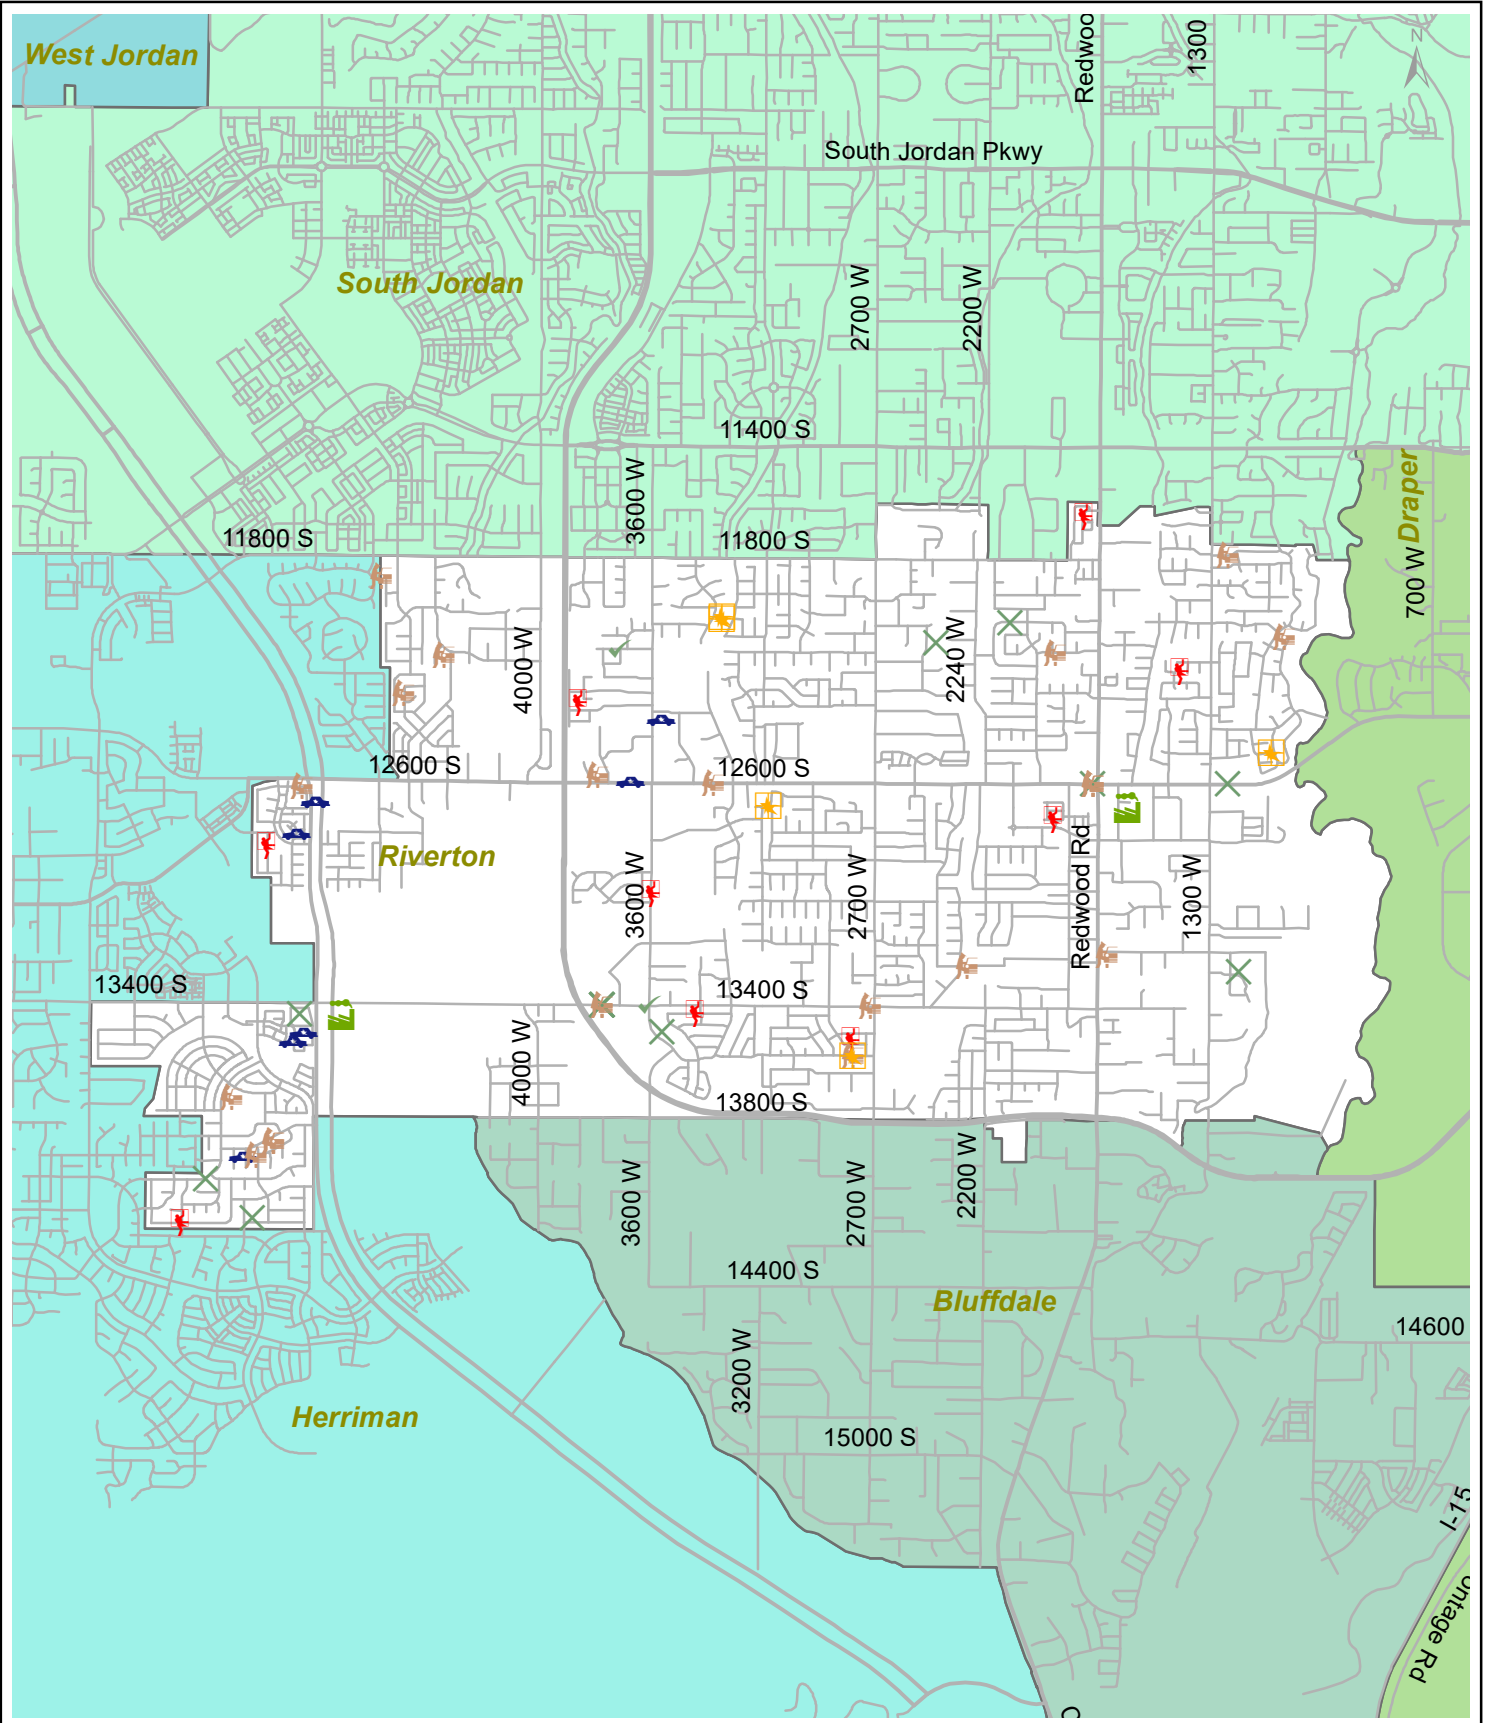 West Jordan
Redwoo
1300
N
South Jordan Pkwy
South Jordan
2700 W
2200 W
11400 S
3600 W
Draper
11800 S
11800 S
700 W
4000 W
2240 W
12600 S
12600 S
Riverton
3600 W
2700 W
Redwood Rd
1300 W
13400 S
13400 S
4000 W
13800 S
3600 W
2700 W
2200 W
14400 S
Bluffdale
14600
3200 W
Herriman
15000 S
I-15
ontage Rd